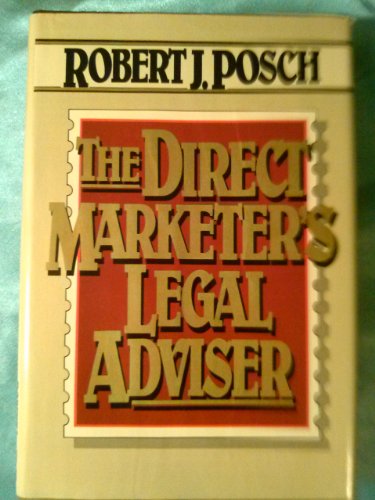 ROBERT J. POSCH
THE DIRECT
MARKETER'S
LEGAL
ADVISER